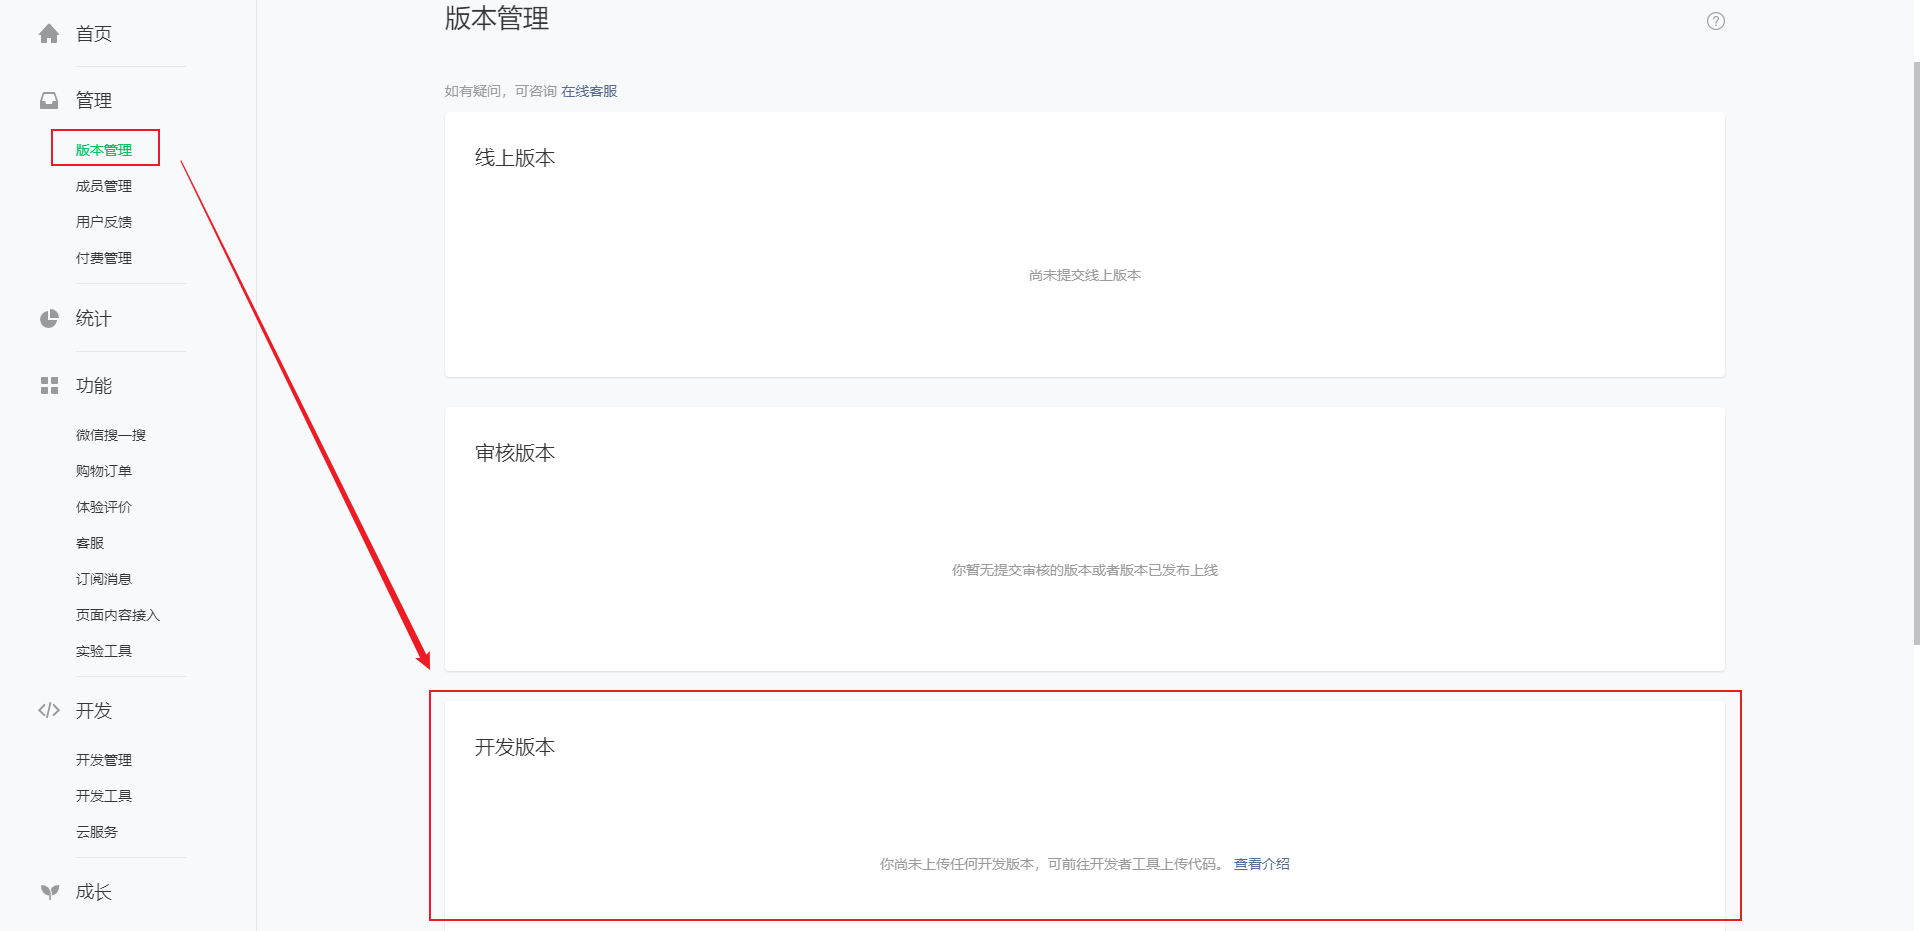 首页
管理
版本管理
成员管理
用户反馈
付费管理
统计
功能
微信搜一搜
购物订单
体验评价
客服
订阅消息
页面内容接入
实验工具
开发
开发管理
开发工具
云服务
成长
版本管理
?
如有疑问，可咨询 在线客服
线上版本
尚未提交线上版本
审核版本
你暂无提交审核的版本或者版本已发布上线
开发版本
你尚未上传任何开发版本，可前往开发者工具上传代码。 查看介绍